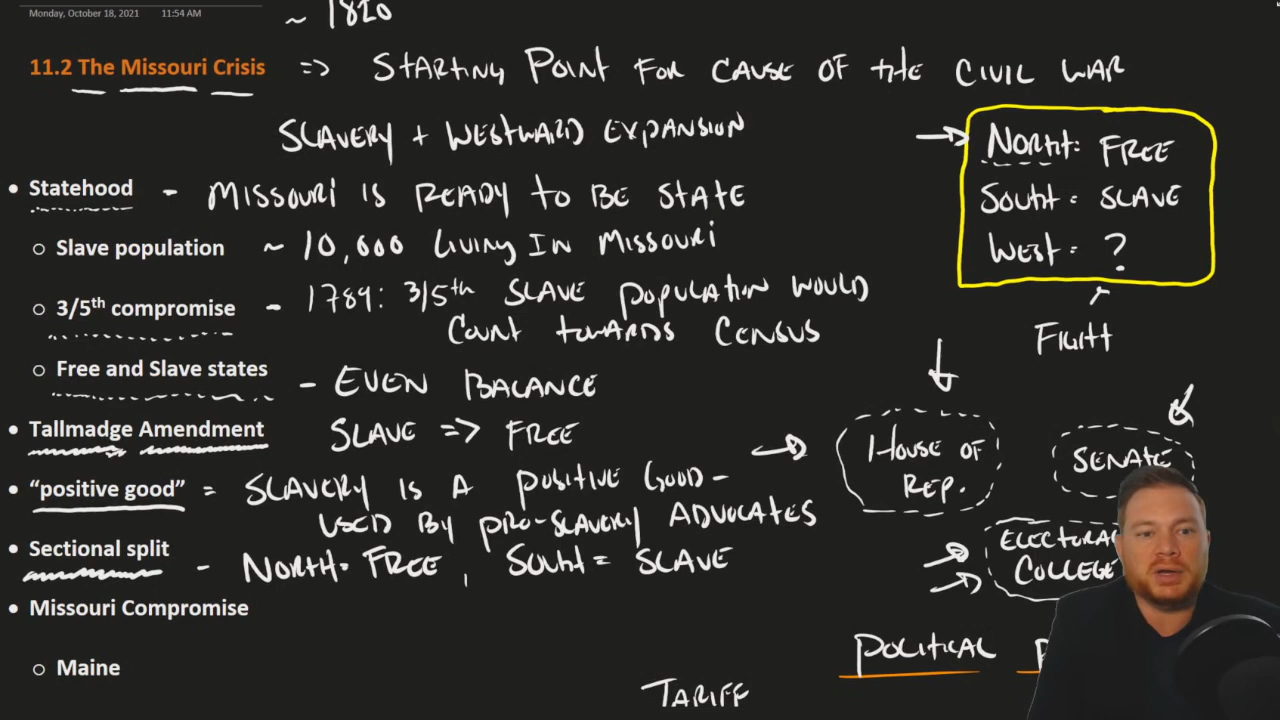 Monday, October 18, 2021 11:54 AM
~ 1820
11.2 The Missouri Crisis => STARTING POINT FOR CAUSE OF THE CIVIL WAR
SLAVERY + WESTWARD EXPANSION
→ NORTH: FREE
SOUTH = SLAVE
WEST = ?
FIGHT
• Statehood - MISSOURI IS READY TO BE STATE
○ Slave population ~ 10,000 LIVING IN MISSOURI
○ 3/5th compromise - 1789: 3/5th SLAVE POPULATION WOULD
COUNT TOWARDS CENSUS
○ Free and Slave states - EVEN BALANCE
• Tallmadge Amendment SLAVE => FREE
• "positive good" = SLAVERY IS A POSITIVE GOOD -
USED BY PRO-SLAVERY ADVOCATES
• Sectional split - NORTH = FREE, SOUTH = SLAVE
• Missouri Compromise
○ Maine
HOUSE OF
REP.
SENATE
ELECTORA
COLLEGE
POLITICAL
TARIFF